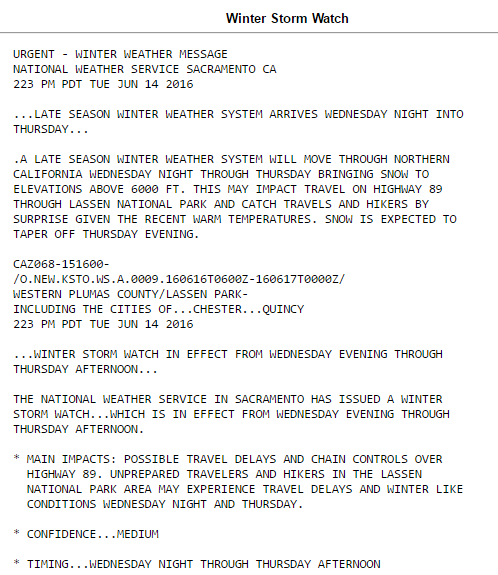 Winter Storm Watch
URGENT - WINTER WEATHER MESSAGE
NATIONAL WEATHER SERVICE SACRAMENTO CA
223 PM PDT TUE JUN 14 2016
...LATE SEASON WINTER WEATHER SYSTEM ARRIVES WEDNESDAY NIGHT INTO
THURSDAY...
.A LATE SEASON WINTER WEATHER SYSTEM WILL MOVE THROUGH NORTHERN
CALIFORNIA WEDNESDAY NIGHT THROUGH THURSDAY BRINGING SNOW TO
ELEVATIONS ABOVE 6000 FT. THIS MAY IMPACT TRAVEL ON HIGHWAY 89
THROUGH LASSEN NATIONAL PARK AND CATCH TRAVELS AND HIKERS BY
SURPRISE GIVEN THE RECENT WARM TEMPERATURES. SNOW IS EXPECTED TO
TAPER OFF THURSDAY EVENING.
CAZ068-151600-
/O.NEW.KSTO.WS.A.0009.160616T0600Z-160617T0000Z/
WESTERN PLUMAS COUNTY/LASSEN PARK-
INCLUDING THE CITIES OF...CHESTER...QUINCY
223 PM PDT TUE JUN 14 2016
...WINTER STORM WATCH IN EFFECT FROM WEDNESDAY EVENING THROUGH
THURSDAY AFTERNOON...
THE NATIONAL WEATHER SERVICE IN SACRAMENTO HAS ISSUED A WINTER
STORM WATCH...WHICH IS IN EFFECT FROM WEDNESDAY EVENING THROUGH
THURSDAY AFTERNOON.
* MAIN IMPACTS: POSSIBLE TRAVEL DELAYS AND CHAIN CONTROLS OVER
HIGHWAY 89. UNPREPARED TRAVELERS AND HIKERS IN THE LASSEN
NATIONAL PARK AREA MAY EXPERIENCE TRAVEL DELAYS AND WINTER LIKE
CONDITIONS WEDNESDAY NIGHT AND THURSDAY.
* CONFIDENCE...MEDIUM
* TIMING...WEDNESDAY NIGHT THROUGH THURSDAY AFTERNOON